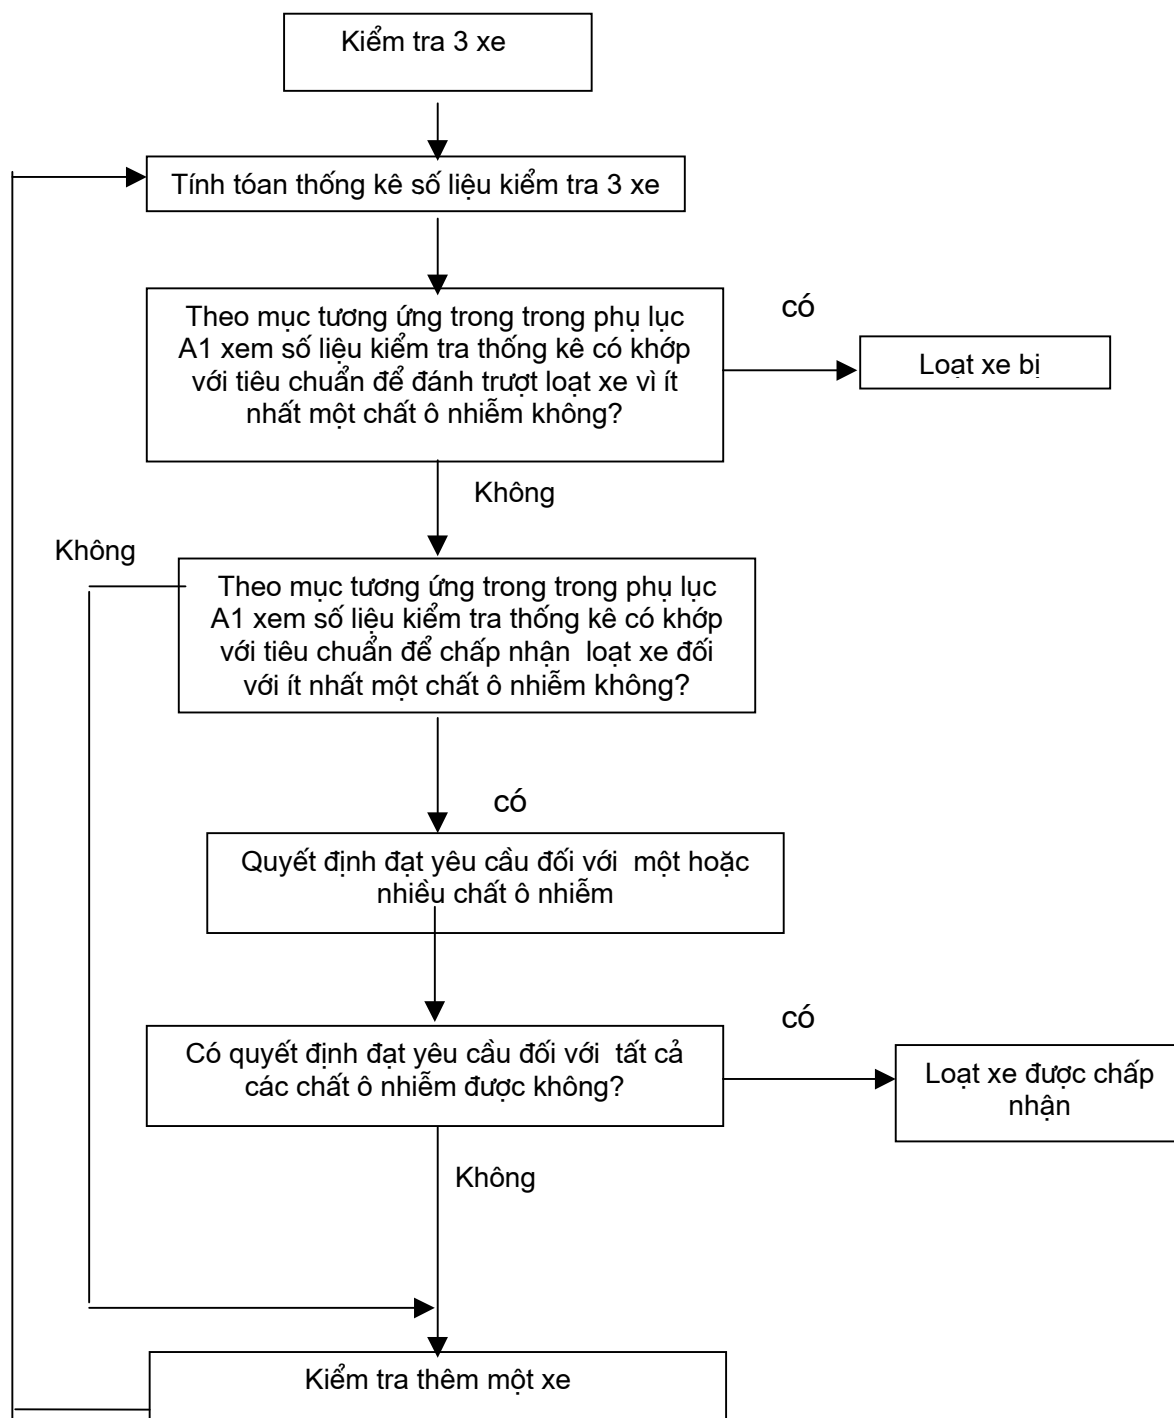 Kiểm tra 3 xe
Tính tóan thống kê số liệu kiểm tra 3 xe
Theo mục tương ứng trong trong phụ lục
A1 xem số liệu kiểm tra thống kê có khớp
với tiêu chuẩn để đánh trượt loạt xe vì ít
nhất một chất ô nhiễm không?
có
Loạt xe bị
Không
Không
Theo mục tương ứng trong trong phụ lục
A1 xem số liệu kiểm tra thống kê có khớp
với tiêu chuẩn để chấp nhận loạt xe đối
với ít nhất một chất ô nhiễm không?
có
Quyết định đạt yêu cầu đối với một hoặc
nhiều chất ô nhiễm
Có quyết định đạt yêu cầu đối với tất cả
các chất ô nhiễm được không?
có
Loạt xe được chấp
nhận
Không
Kiểm tra thêm một xe